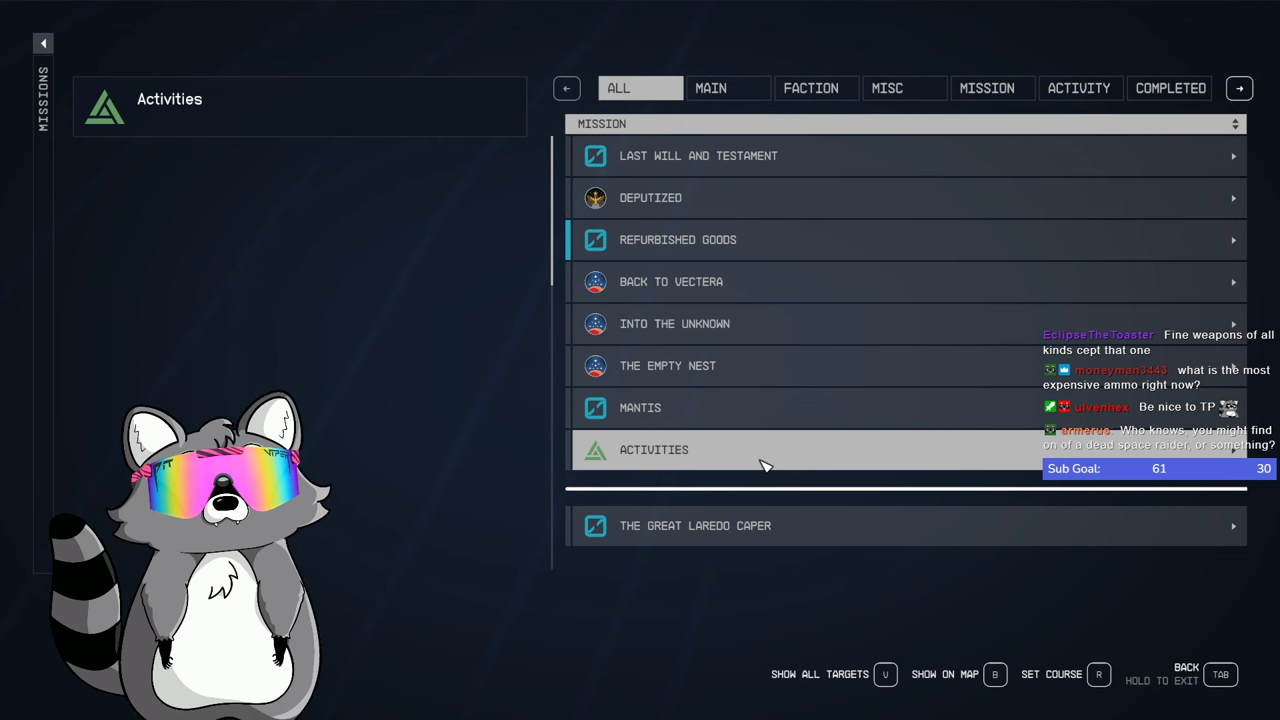 MISSIONS
Activities
ALL MAIN FACTION MISC MISSION ACTIVITY COMPLETED
MISSION
LAST WILL AND TESTAMENT
DEPUTIZED
REFURBISHED GOODS
BACK TO VECTERA
INTO THE UNKNOWN
THE EMPTY NEST
MANTIS
ACTIVITIES
THE GREAT LAREDO CAPER
EclipseTheToaster Fine weapons of all
kinds cept that one
moneyman3443 what is the most
expensive ammo right now?
ulvenhex Be nice to TP
armerue Who knows, you might find
on of a dead space raider, or something?
Sub Goal: 61 30
PIT VIPER
SHOW ALL TARGETS V SHOW ON MAP B SET COURSE R BACK
HOLD TO EXIT TAB